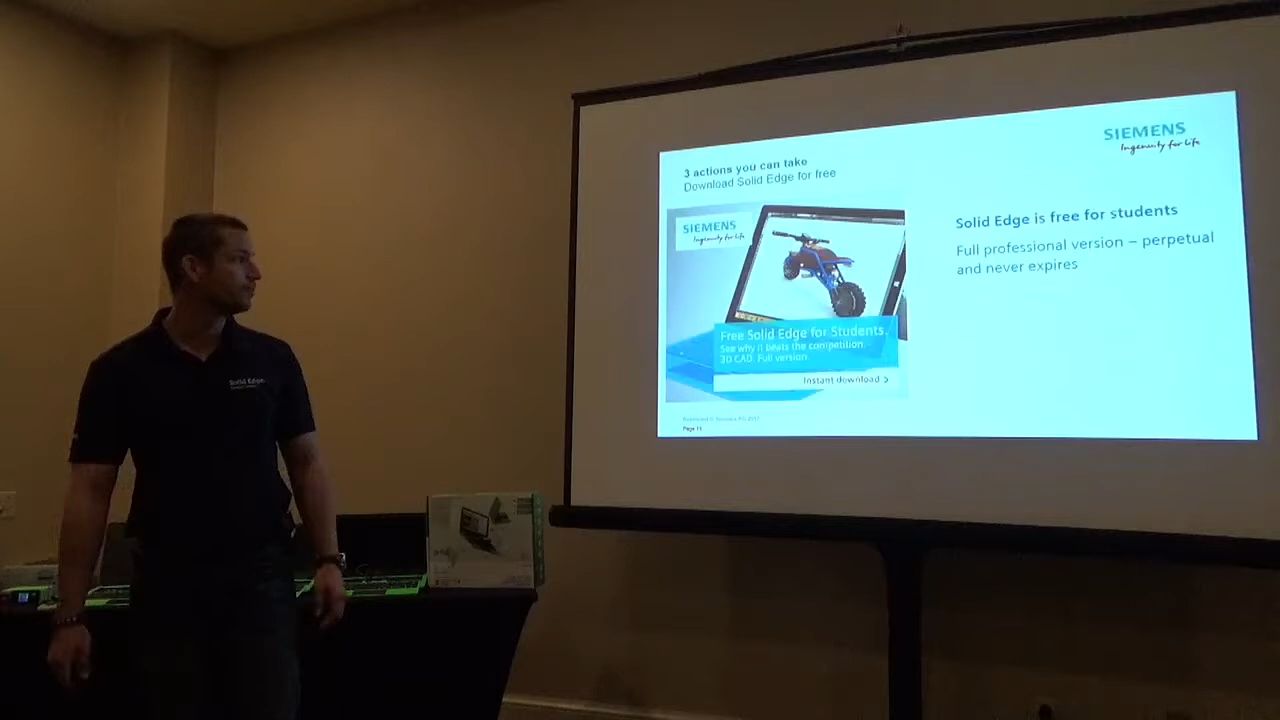 SIEMENS
Ingenuity for life
3 actions you can take
Download Solid Edge for free
SIEMENS
Ingenuity for life
Solid Edge is free for students
Full professional version – perpetual
and never expires
Free Solid Edge for Students.
See why it beats the competition.
3D CAD. Full version.
Instant download >
Page 11
Solid Edge